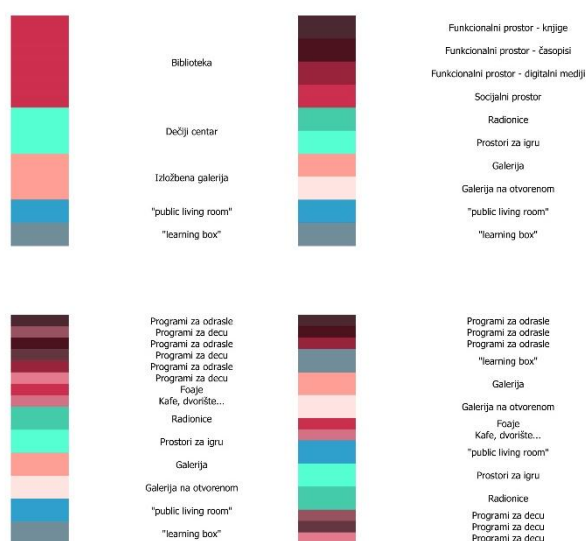 Biblioteka
Dečiji centar
Izložbena galerija
"public living room"
"learning box"
Funkcionalni prostor - knjige
Funkcionalni prostor - časopisi
Funkcionalni prostor - digitalni mediji
Socijalni prostor
Radionice
Prostori za igru
Galerija
Galerija na otvorenom
"public living room"
"learning box"
Programi za odrasle
Programi za decu
Programi za odrasle
Programi za decu
Programi za odrasle
Programi za decu
Foaje
Kafe, dvorište...
Radionice
Prostori za igru
Galerija
Galerija na otvorenom
"public living room"
"learning box"
Programi za odrasle
Programi za odrasle
Programi za odrasle
"learning box"
Galerija
Galerija na otvorenom
Foaje
Kafe, dvorište...
"public living room"
Prostori za igru
Radionice
Programi za decu
Programi za decu
Programi za decu